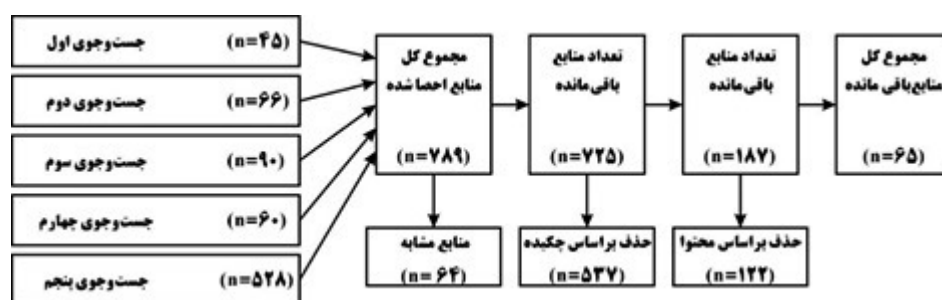 جست‌وجوی اول (n=۴۵)
جست‌وجوی دوم (n=۶۶)
جست‌وجوی سوم (n=۹۰)
جست‌وجوی چهارم (n=۶۰)
جست‌وجوی پنجم (n=۵۲۸)
مجموع کل
منابع احصا شده
(n=۷۸۹)
منابع مشابه
(n=۶۴)
تعداد منابع
باقی‌مانده
(n=۷۲۵)
حذف براساس چکیده
(n=۵۳۷)
تعداد منابع
باقی‌مانده
(n=۱۸۷)
حذف براساس محتوا
(n=۱۲۲)
مجموع کل
منابع باقی مانده
(n=۶۵)